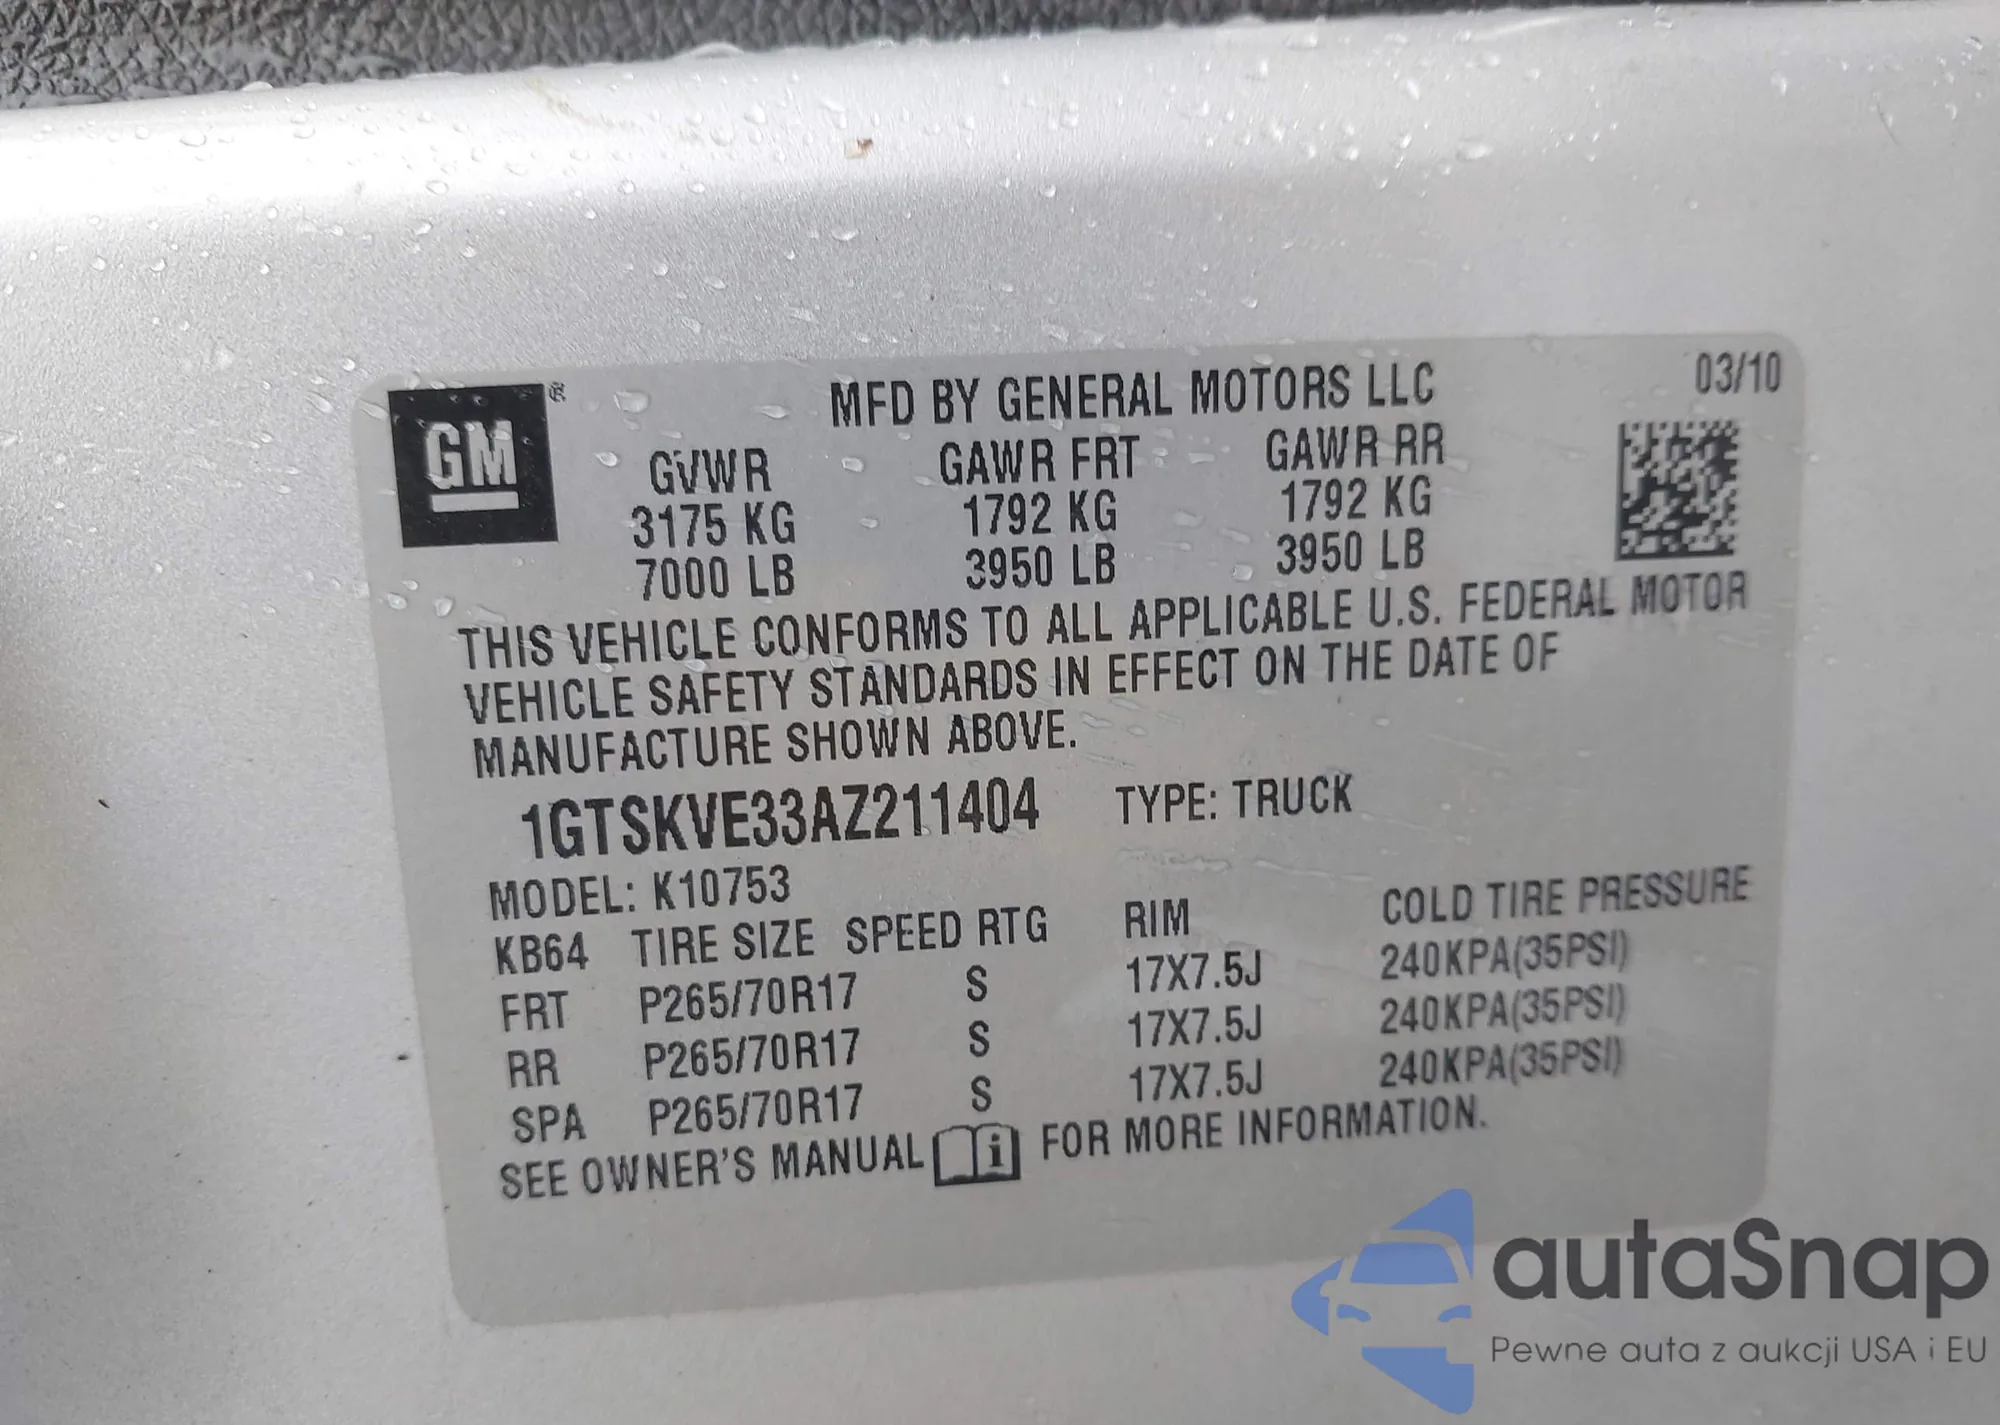 GM ®
MFD BY GENERAL MOTORS LLC 03/10
GVWR GAWR FRT GAWR RR
3175 KG 1792 KG 1792 KG
7000 LB 3950 LB 3950 LB
THIS VEHICLE CONFORMS TO ALL APPLICABLE U.S. FEDERAL MOTOR
VEHICLE SAFETY STANDARDS IN EFFECT ON THE DATE OF
MANUFACTURE SHOWN ABOVE.
1GTSKVE33AZ211404 TYPE: TRUCK
MODEL: K10753
KB64 TIRE SIZE SPEED RTG RIM COLD TIRE PRESSURE
FRT P265/70R17 S 17X7.5J 240KPA(35PSI)
RR P265/70R17 S 17X7.5J 240KPA(35PSI)
SPA P265/70R17 S 17X7.5J 240KPA(35PSI)
SEE OWNER'S MANUAL i FOR MORE INFORMATION.
autaSnap
Pewne auta z aukcji USA i EU